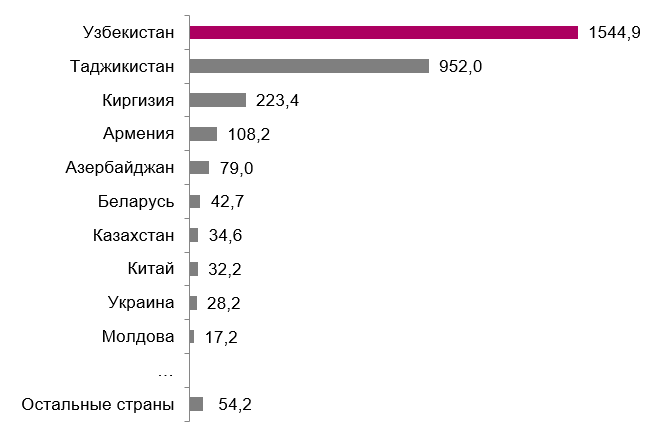 Узбекистан 1544,9
Таджикистан 952,0
Киргизия 223,4
Армения 108,2
Азербайджан 79,0
Беларусь 42,7
Казахстан 34,6
Китай 32,2
Украина 28,2
Молдова 17,2
...
Остальные страны 54,2